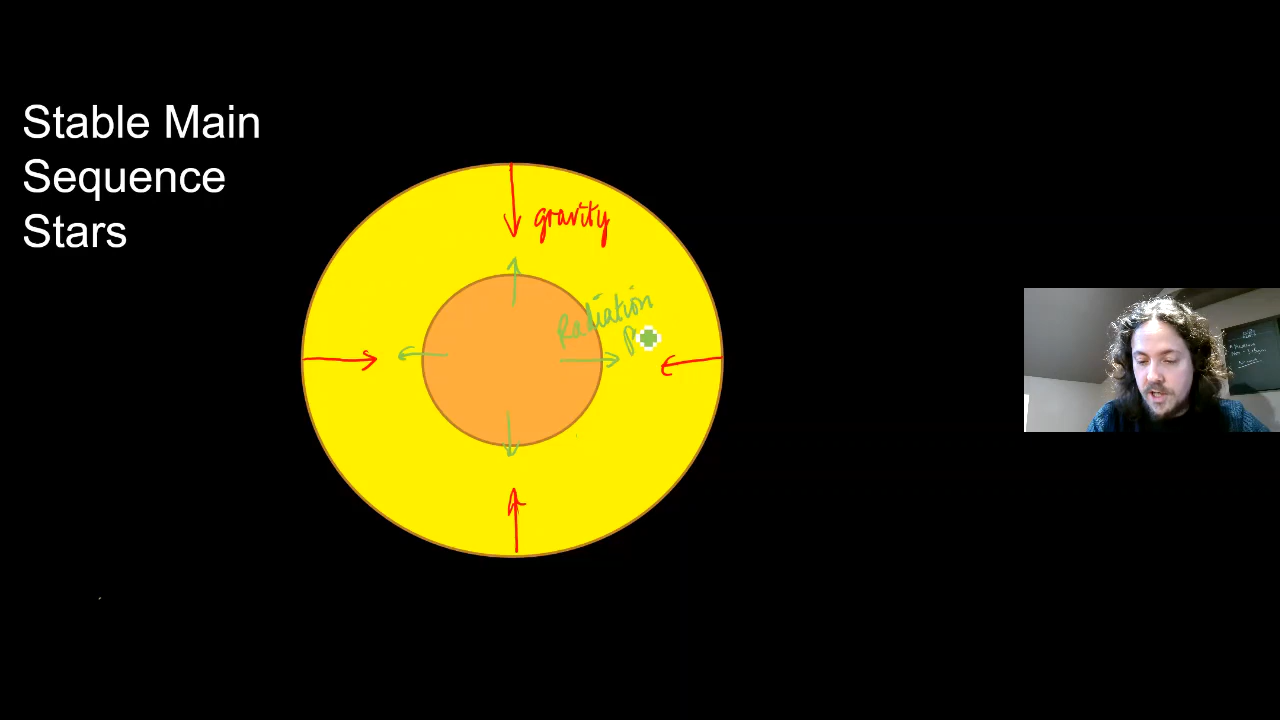 Stable Main
Sequence
Stars
gravity
Radiation
P